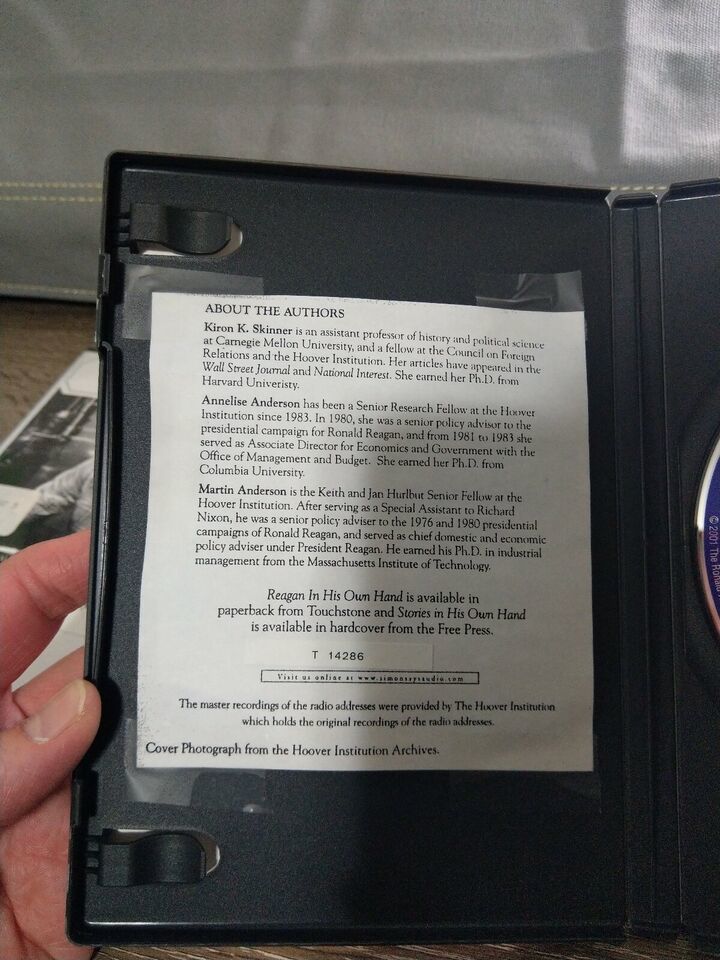 ABOUT THE AUTHORS
Kiron K. Skinner is an assistant professor of history and political science
at Carnegie Mellon University, and a fellow at the Council on Foreign
Relations and the Hoover Institution. Her articles have appeared in the
Wall Street Journal and National Interest. She earned her Ph.D. from
Harvard Univeristy.
Annelise Anderson has been a Senior Research Fellow at the Hoover
Institution since 1983. In 1980, she was a senior policy advisor to the
presidential campaign for Ronald Reagan, and from 1981 to 1983 she
served as Associate Director for Economics and Government with the
Office of Management and Budget. She earned her Ph.D. from
Columbia University.
Martin Anderson is the Keith and Jan Hurlbut Senior Fellow at the
Hoover Institution. After serving as a Special Assistant to Richard
Nixon, he was a senior policy adviser to the 1976 and 1980 presidential
campaigns of Ronald Reagan, and served as chief domestic and economic
policy adviser under President Reagan. He earned his Ph.D. in industrial
management from the Massachusetts Institute of Technology.
Reagan In His Own Hand is available in
paperback from Touchstone and Stories in His Own Hand
is available in hardcover from the Free Press.
T 14286
Visit us online at www.simonsaysaudio.com
The master recordings of the radio addresses were provided by The Hoover Institution
which holds the original recordings of the radio addresses.
Cover Photograph from the Hoover Institution Archives.
© 2001 The Ronald